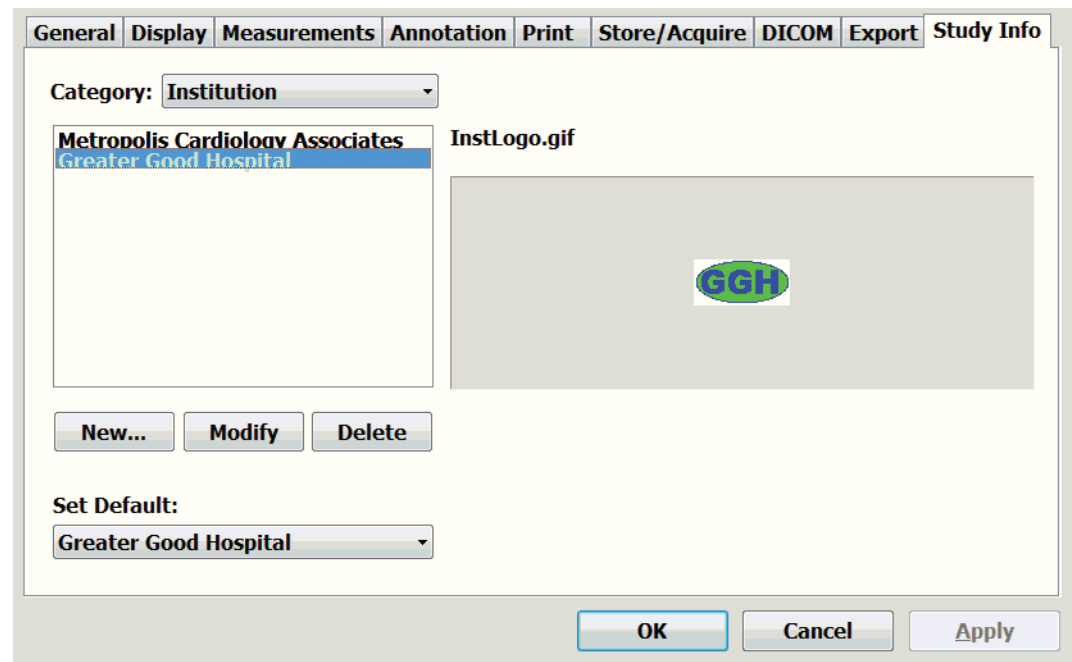 General Display Measurements Annotation Print Store/Acquire DICOM Export Study Info
Category: Institution
Metropolis Cardiology Associates
Greater Good Hospital
InstLogo.gif
GGH
New... Modify Delete
Set Default:
Greater Good Hospital
OK Cancel Apply